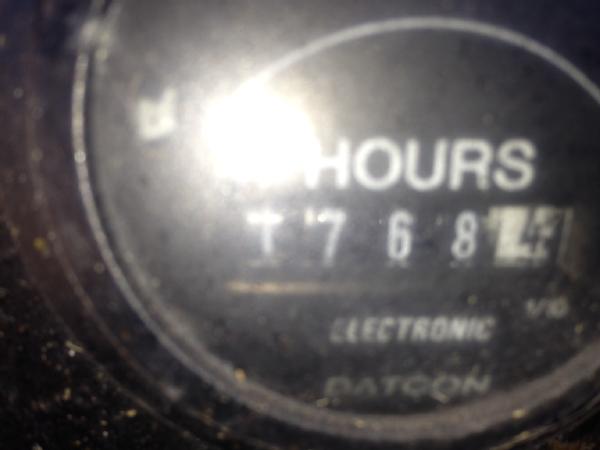 HOURS
1768
1/10
ELECTRONIC
DATCON